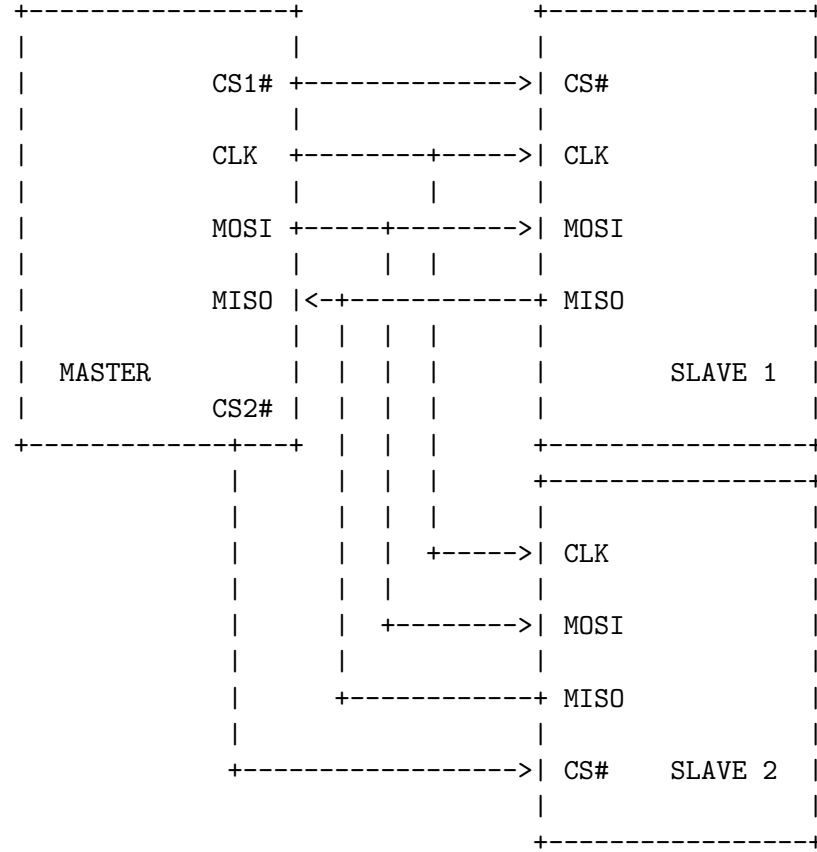 CS1# CS#
CLK CLK
MOSI MOSI
MISO MISO
MASTER SLAVE 1
CS2#
CLK
MOSI
MISO
CS# SLAVE 2